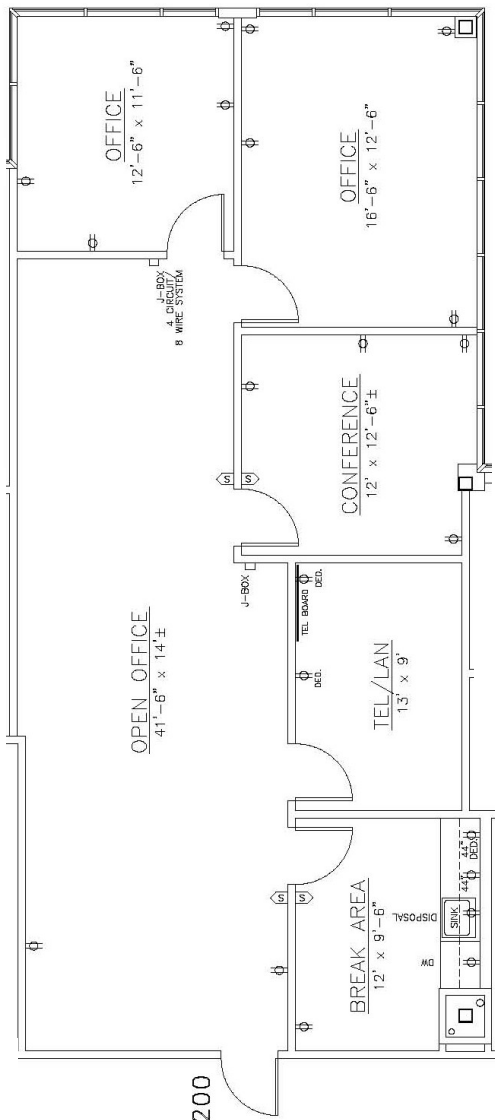 OFFICE
12'-6" x 11'-6"
OFFICE
16'-6" x 12'-6"
J-BOX
4 CIRCUIT/
8 WIRE SYSTEM
CONFERENCE
12' x 12'-6"±
S
S
J-BOX
OPEN OFFICE
41'-6" x 14'±
TEL BOARD
DED.
DED.
TEL/LAN
13' x 9'
S
S
BREAK AREA
12' x 9'-6"
DISPOSAL
SINK
DW
44"
44"
DED.
200